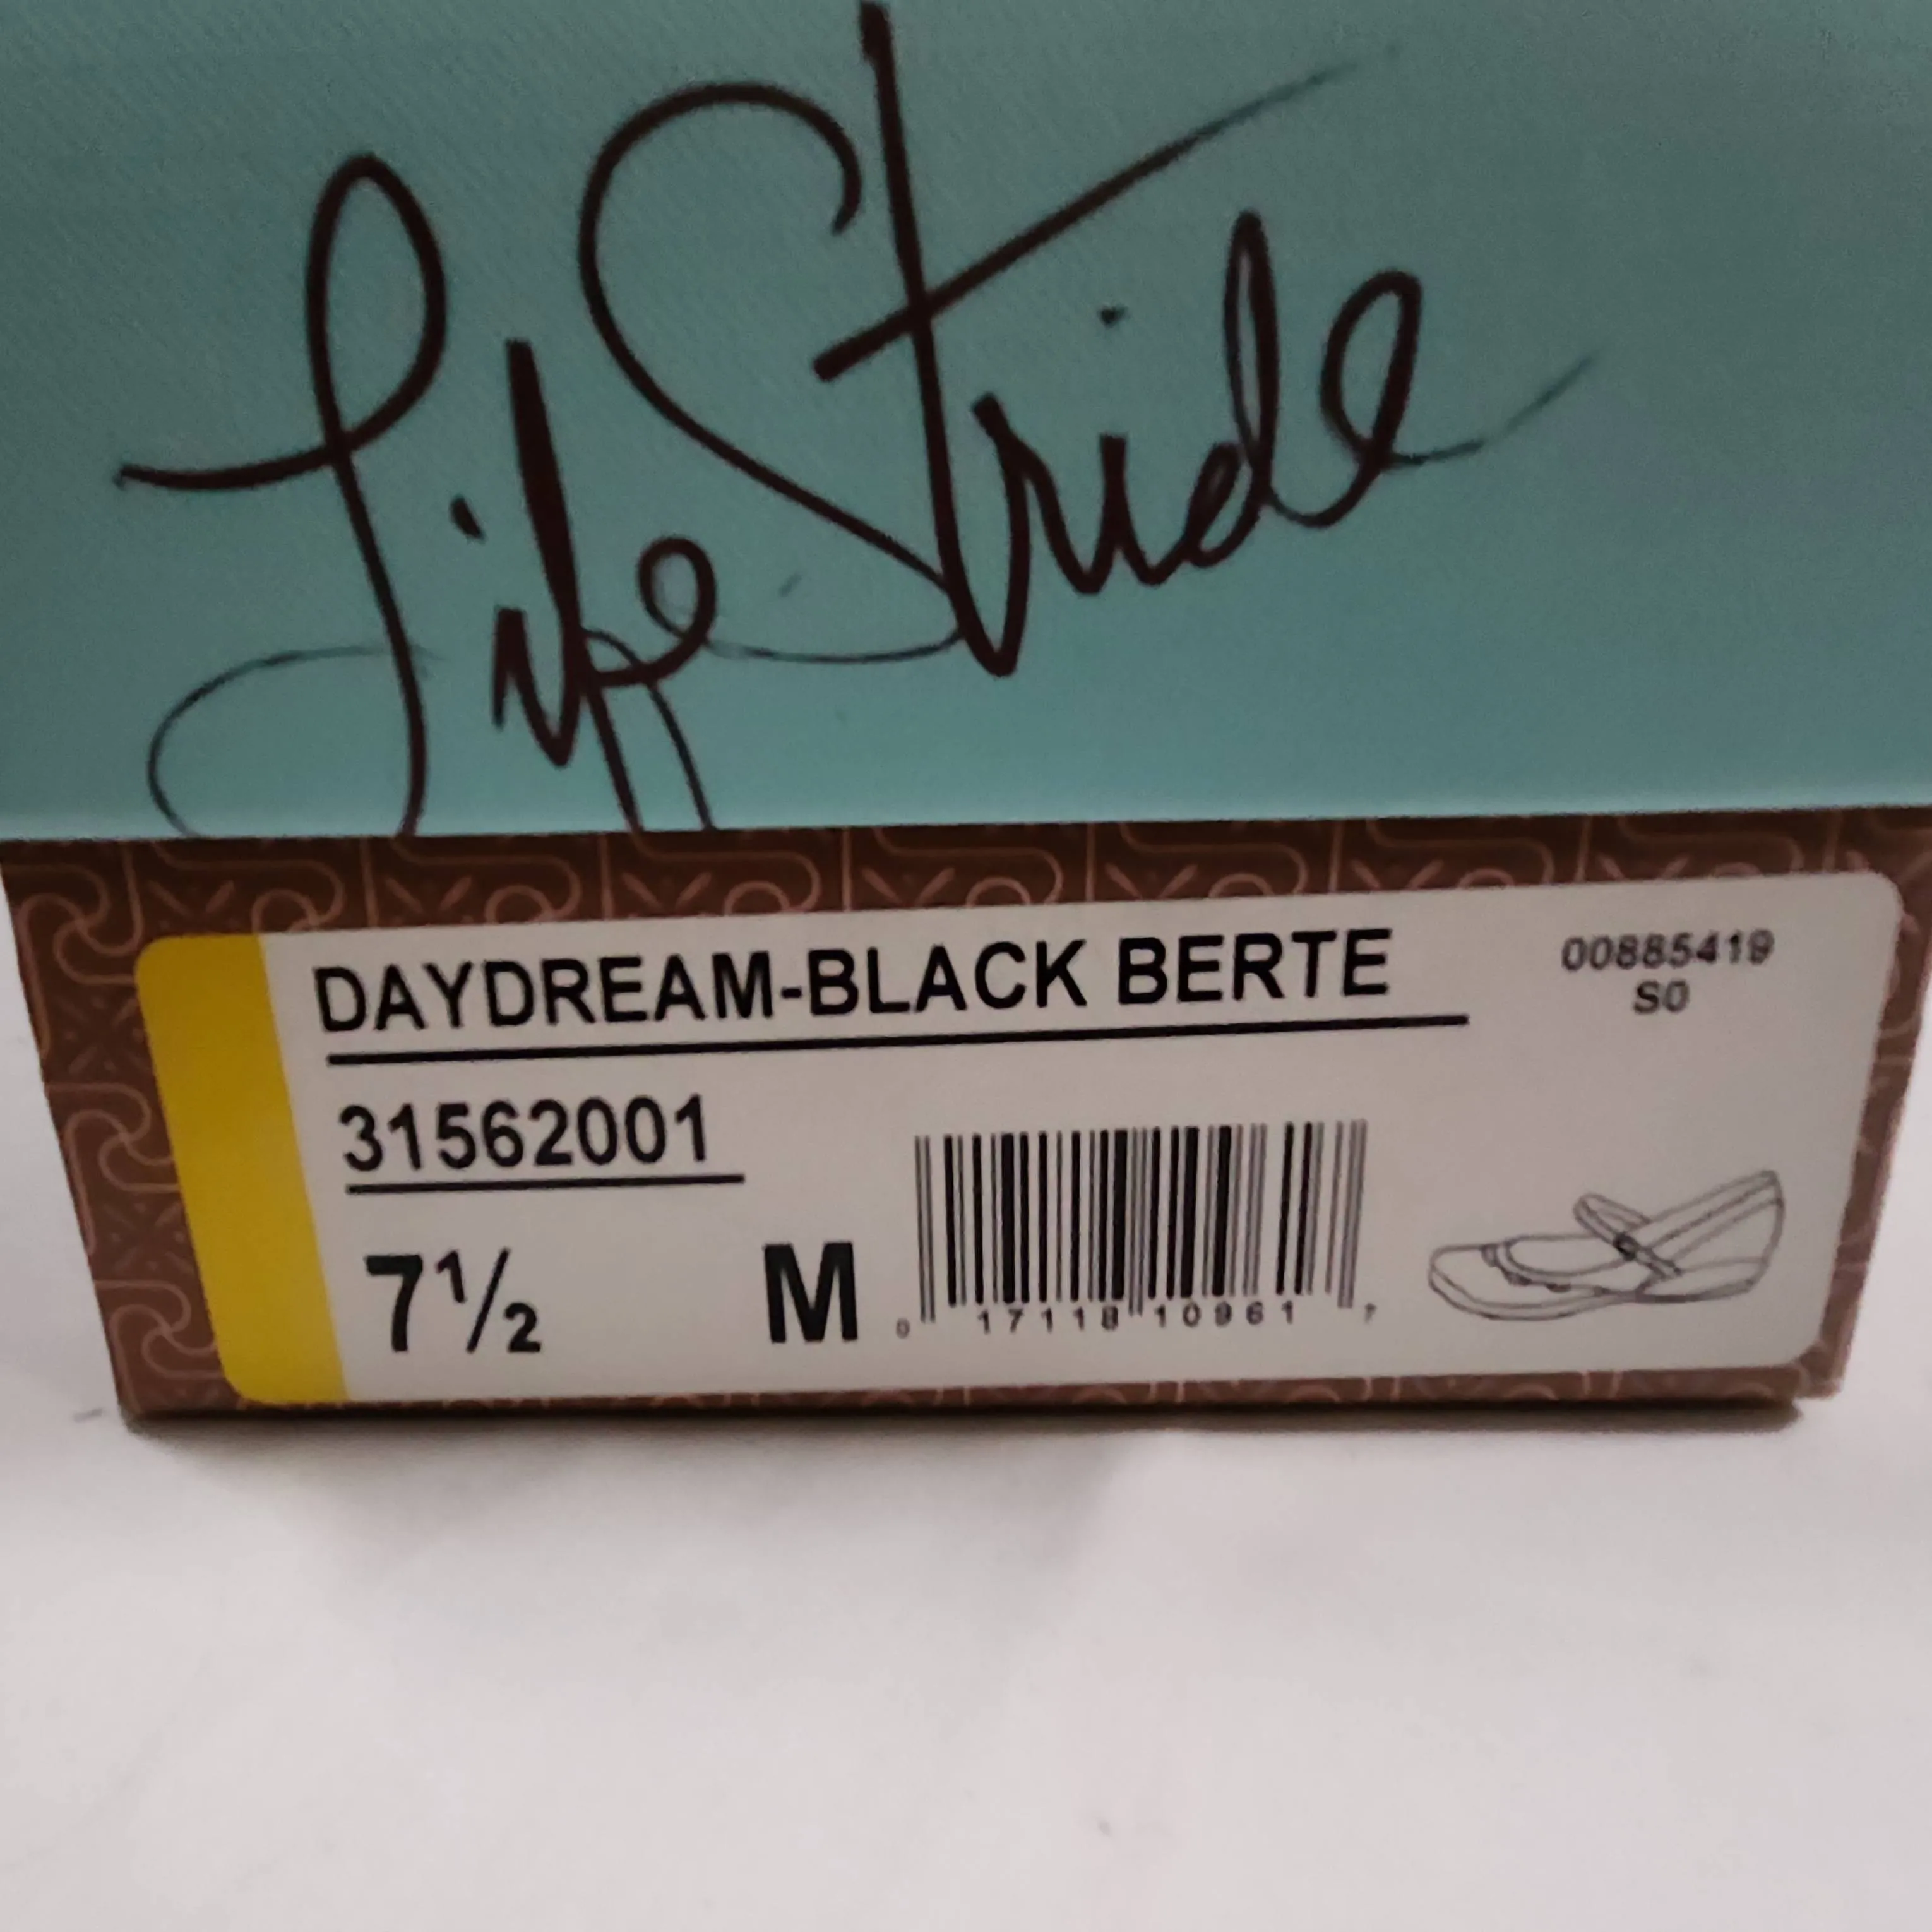 LifeStride
DAYDREAM-BLACK BERTE
00885419
S0
31562001
7½ M
0 17118 10961 7